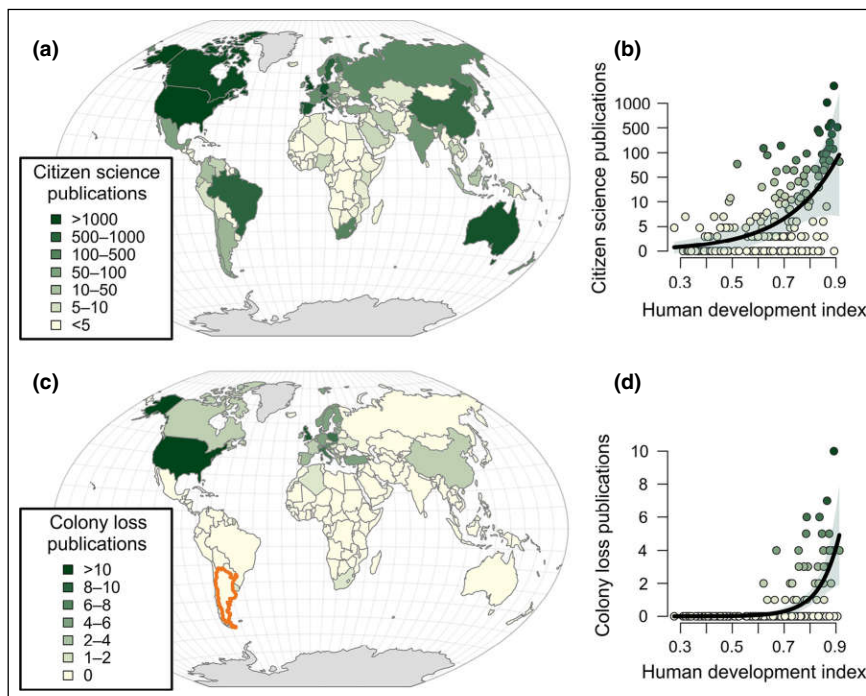 (a)
Citizen science
publications
>1000
500–1000
100–500
50–100
10–50
5–10
<5
(b)
Citizen science publications
1000
500
100
50
10
5
0
0.3 0.5 0.7 0.9
Human development index
(c)
Colony loss
publications
>10
8–10
6–8
4–6
2–4
1–2
0
(d)
Colony loss publications
10
8
6
4
2
0
0.3 0.5 0.7 0.9
Human development index